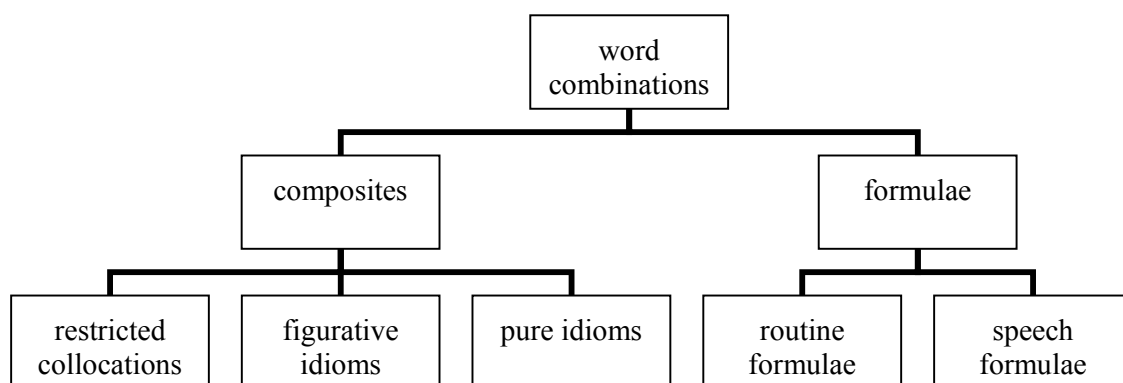 word
combinations
composites
formulae
restricted
collocations
figurative
idioms
pure idioms
routine
formulae
speech
formulae